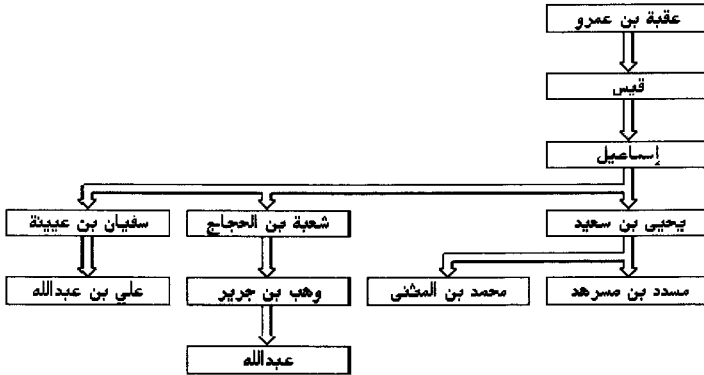 عقبة بن عمرو
قيس
إسماعيل
يحيى بن سعيد
شعبة بن الحجاج
سفيان بن عيينة
مسدد بن مسرهد
محمد بن المثنى
وهب بن جرير
علي بن عبدالله
عبدالله